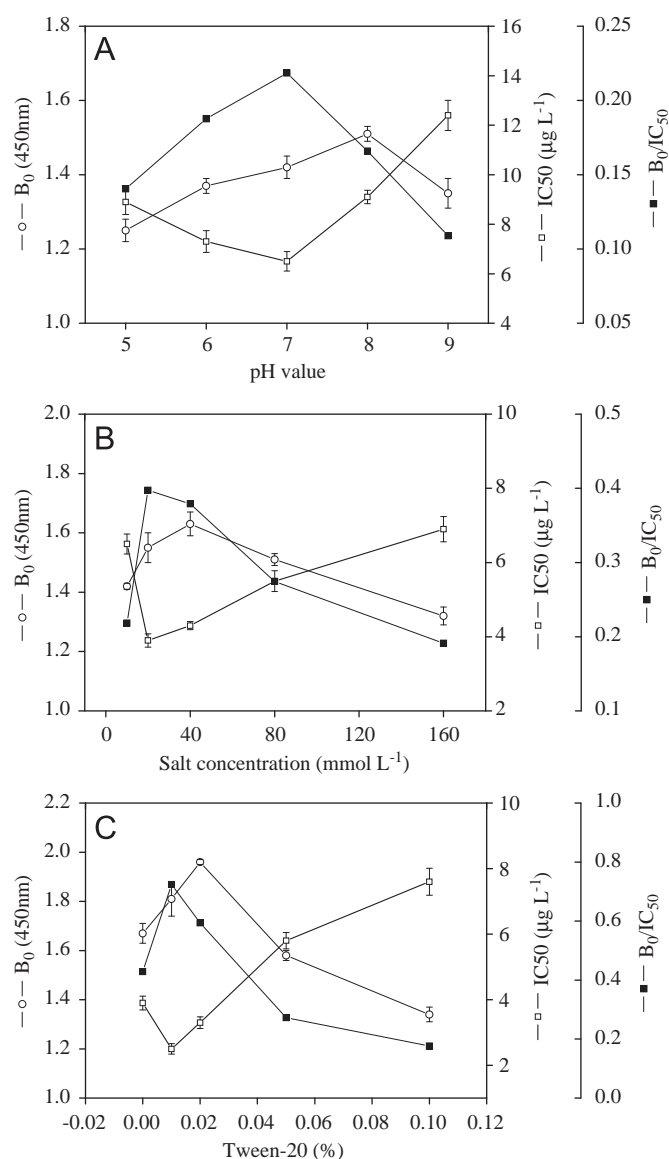 A
1.8
1.6
1.4
1.2
1.0
—○— B₀ (450nm)
5 6 7 8 9
pH value
16
14
12
10
8
6
4
—□— IC50 (μg L⁻¹)
0.25
0.20
0.15
0.10
0.05
—■— B₀/IC₅₀
B
2.0
1.8
1.6
1.4
1.2
1.0
—○— B₀ (450nm)
0 40 80 120 160
Salt concentration (mmol L⁻¹)
10
8
6
4
2
—□— IC50 (μg L⁻¹)
0.5
0.4
0.3
0.2
0.1
—■— B₀/IC₅₀
C
2.2
2.0
1.8
1.6
1.4
1.2
1.0
—○— B₀ (450nm)
-0.02 0.00 0.02 0.04 0.06 0.08 0.10 0.12
Tween-20 (%)
10
8
6
4
2
—□— IC50 (μg L⁻¹)
1.0
0.8
0.6
0.4
0.2
0.0
—■— B₀/IC₅₀